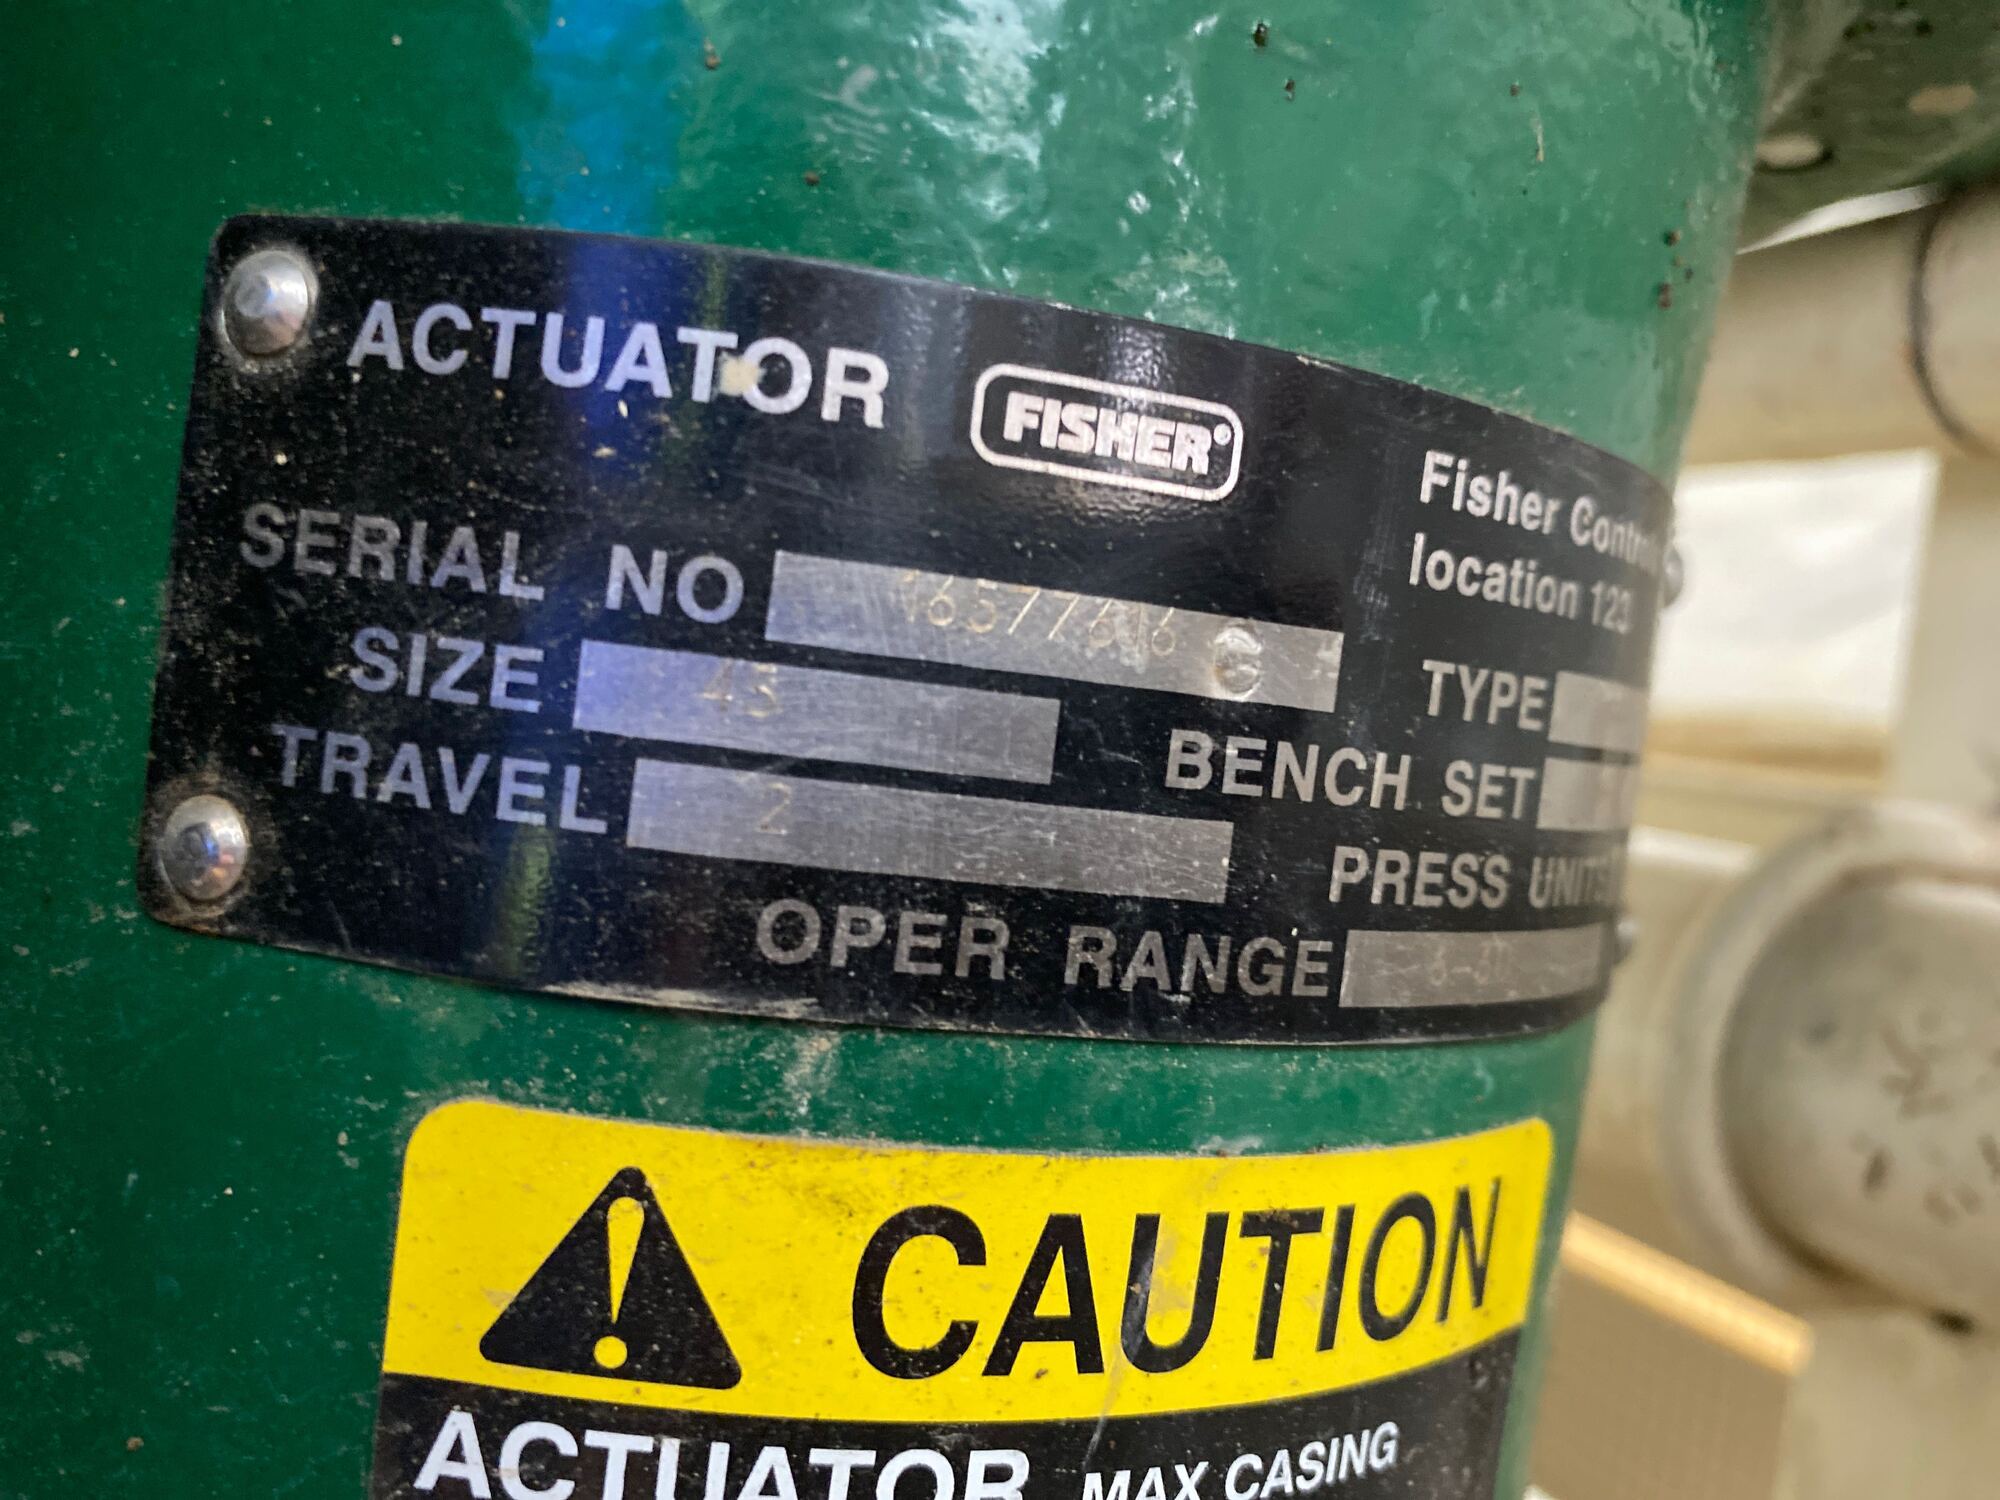 ACTUATOR FISHER®
Fisher
location 123
SERIAL NO
TYPE
SIZE 45
BENCH SET
TRAVEL 2
PRESS UNITS
OPER RANGE
CAUTION
ACTUATOR MAX CASING